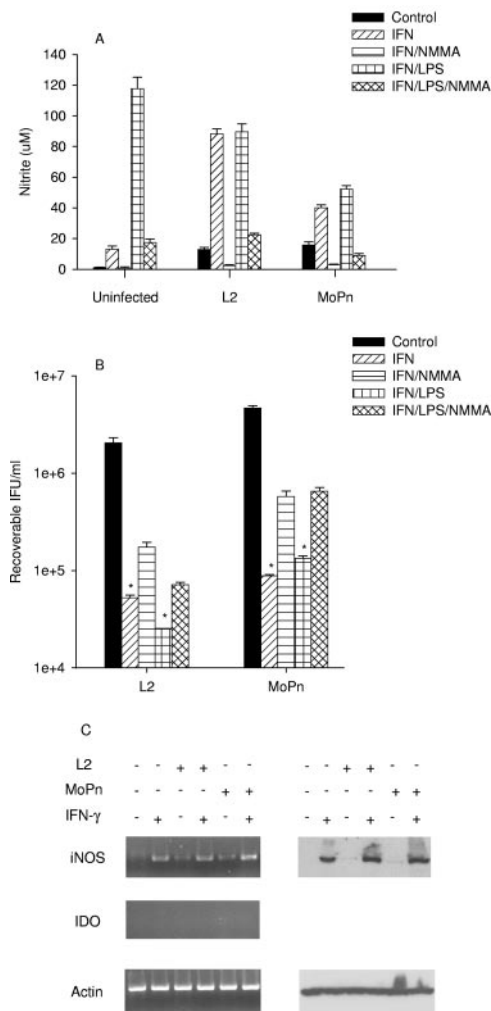 A
Control
IFN
IFN/NMMA
IFN/LPS
IFN/LPS/NMMA
Nitrite (uM)
140
120
100
80
60
40
20
0
Uninfected L2 MoPn
B
Control
IFN
IFN/NMMA
IFN/LPS
IFN/LPS/NMMA
Recoverable IFU/ml
1e+7
1e+6
1e+5
1e+4
* * * *
L2 MoPn
C
L2 - - + + - - - - + + - -
MoPn - - - - + + - - - - + +
IFN-γ - + - + - + - + - + - +
iNOS
IDO
Actin